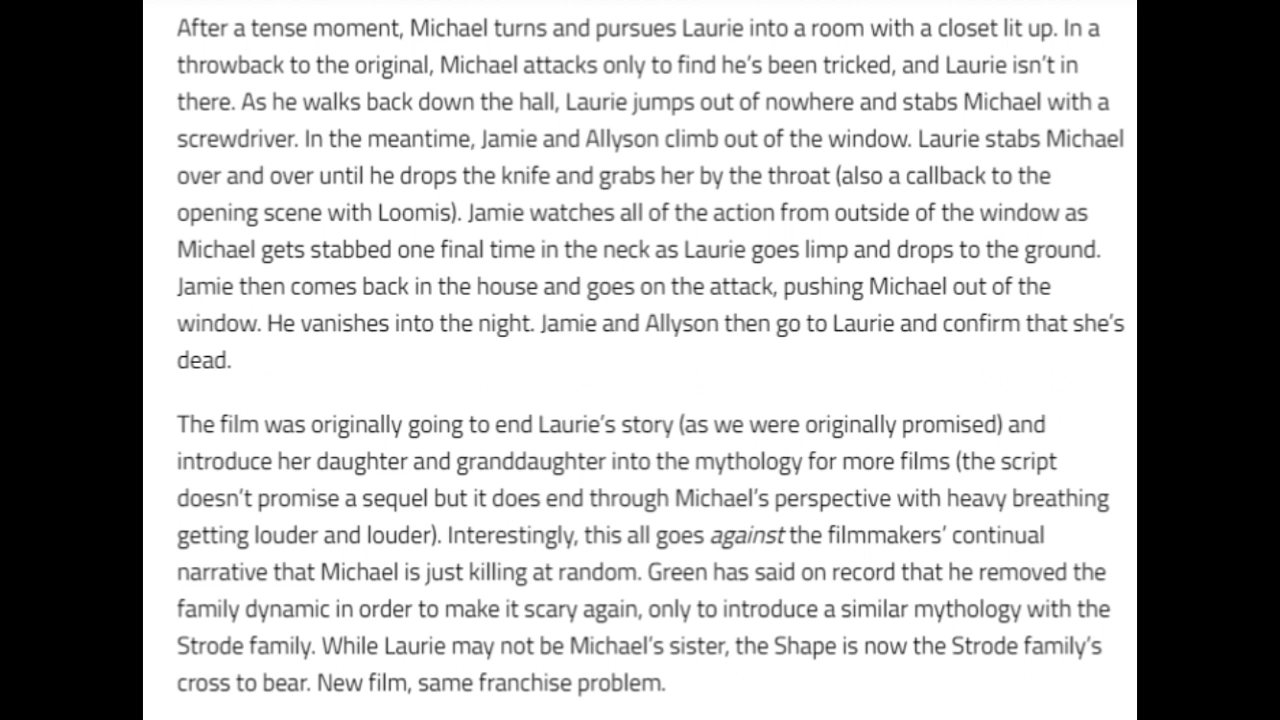 After a tense moment, Michael turns and pursues Laurie into a room with a closet lit up. In a
throwback to the original, Michael attacks only to find he's been tricked, and Laurie isn't in
there. As he walks back down the hall, Laurie jumps out of nowhere and stabs Michael with a
screwdriver. In the meantime, Jamie and Allyson climb out of the window. Laurie stabs Michael
over and over until he drops the knife and grabs her by the throat (also a callback to the
opening scene with Loomis). Jamie watches all of the action from outside of the window as
Michael gets stabbed one final time in the neck as Laurie goes limp and drops to the ground.
Jamie then comes back in the house and goes on the attack, pushing Michael out of the
window. He vanishes into the night. Jamie and Allyson then go to Laurie and confirm that she's
dead.
The film was originally going to end Laurie's story (as we were originally promised) and
introduce her daughter and granddaughter into the mythology for more films (the script
doesn't promise a sequel but it does end through Michael's perspective with heavy breathing
getting louder and louder). Interestingly, this all goes against the filmmakers' continual
narrative that Michael is just killing at random. Green has said on record that he removed the
family dynamic in order to make it scary again, only to introduce a similar mythology with the
Strode family. While Laurie may not be Michael's sister, the Shape is now the Strode family's
cross to bear. New film, same franchise problem.